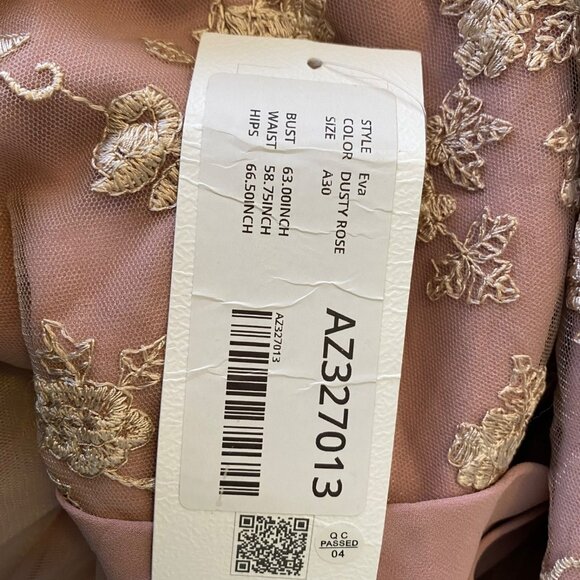 STYLE Eva
COLOR DUSTY ROSE
SIZE A30
BUST 63.00INCH
WAIST 58.75INCH
HIPS 66.50INCH
AZ327013
AZ327013
QC
PASSED
04